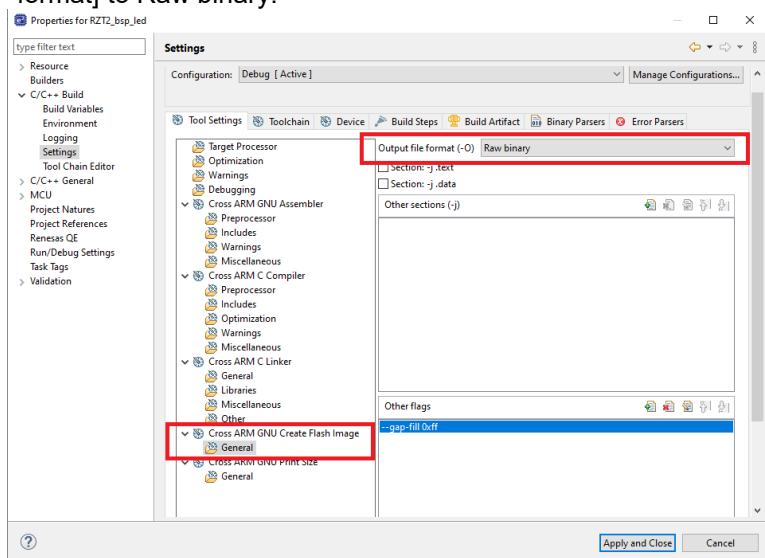 format] to Raw binary.
Properties for RZT2_bsp_led
type filter text
Resource
Builders
C/C++ Build
Build Variables
Environment
Logging
Settings
Tool Chain Editor
C/C++ General
MCU
Project Natures
Project References
Renesas QE
Run/Debug Settings
Task Tags
Validation
Settings
Configuration: Debug [ Active ]
Manage Configurations...
Tool Settings Toolchain Device Build Steps Build Artifact Binary Parsers Error Parsers
Target Processor
Optimization
Warnings
Debugging
Cross ARM GNU Assembler
Preprocessor
Includes
Warnings
Miscellaneous
Cross ARM C Compiler
Preprocessor
Includes
Optimization
Warnings
Miscellaneous
Cross ARM C Linker
General
Libraries
Miscellaneous
Other
Cross ARM GNU Create Flash Image
General
Cross ARM GNU Print Size
General
Output file format (-O) Raw binary
Section: -j .text
Section: -j .data
Other sections (-j)
Other flags
--gap-fill 0xff
Apply and Close
Cancel